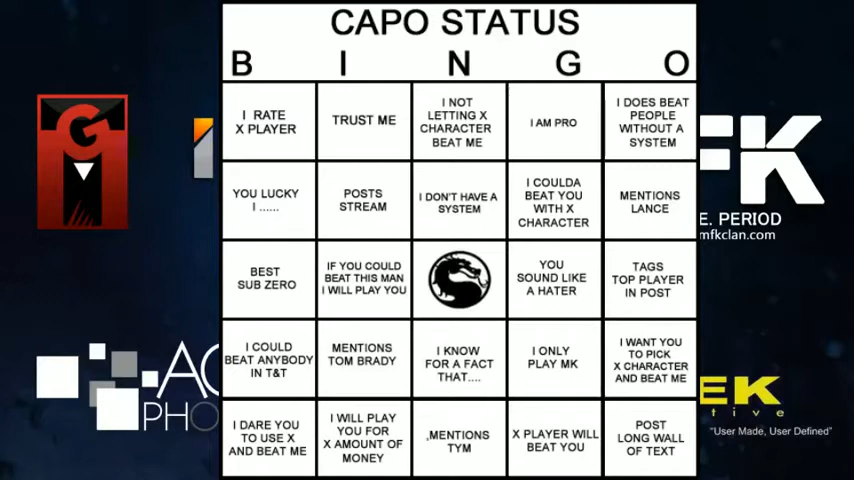 CAPO STATUS
B I N G O
I RATE
X PLAYER
TRUST ME
I NOT
LETTING X
CHARACTER
BEAT ME
I AM PRO
I DOES BEAT
PEOPLE
WITHOUT A
SYSTEM
YOU LUCKY
I ......
POSTS
STREAM
I DON'T HAVE A
SYSTEM
I COULDA
BEAT YOU
WITH X
CHARACTER
MENTIONS
LANCE
BEST
SUB ZERO
IF YOU COULD
BEAT THIS MAN
I WILL PLAY YOU
YOU
SOUND LIKE
A HATER
TAGS
TOP PLAYER
IN POST
I COULD
BEAT ANYBODY
IN T&T
MENTIONS
TOM BRADY
I KNOW
FOR A FACT
THAT....
I ONLY
PLAY MK
I WANT YOU
TO PICK
X CHARACTER
AND BEAT ME
I DARE YOU
TO USE X
AND BEAT ME
I WILL PLAY
YOU FOR
X AMOUNT OF
MONEY
,MENTIONS
TYM
X PLAYER WILL
BEAT YOU
POST
LONG WALL
OF TEXT
G
FK
E. PERIOD
mfkclan.com
AC
PHO
EK
tive
"User Made, User Defined"